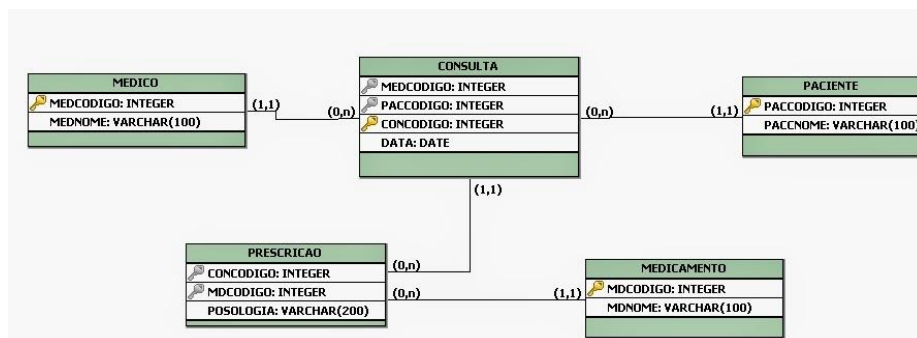 MEDICO
MEDCODIGO: INTEGER
MEDNOME: VARCHAR(100)
(1,1)
(0,n)
CONSULTA
MEDCODIGO: INTEGER
PACCODIGO: INTEGER
CONCODIGO: INTEGER
DATA: DATE
(0,n)
(1,1)
PACIENTE
PACCODIGO: INTEGER
PACCNOME: VARCHAR(100)
(1,1)
PRESCRICAO
CONCODIGO: INTEGER
MDCODIGO: INTEGER
POSOLOGIA: VARCHAR(200)
(0,n)
(0,n)
(1,1)
MEDICAMENTO
MDCODIGO: INTEGER
MDNOME: VARCHAR(100)